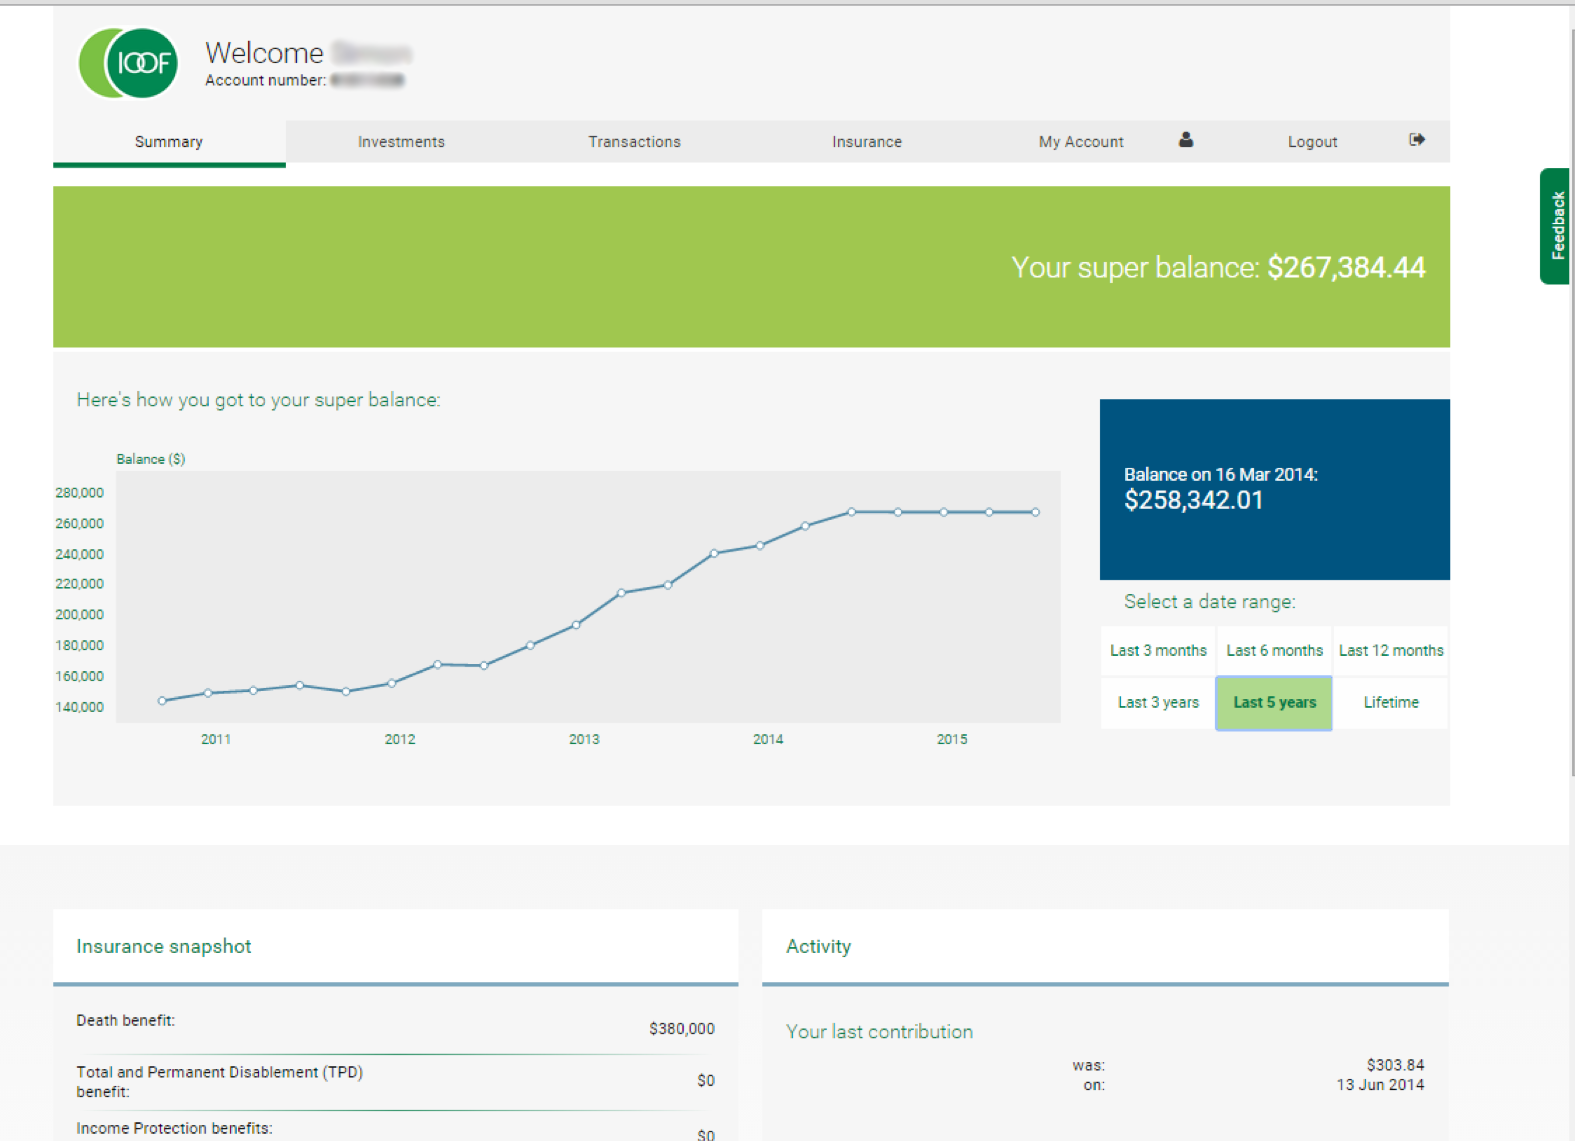 IOOF
Welcome
Account number:
Summary Investments Transactions Insurance My Account Logout
Feedback
Your super balance: $267,384.44
Here's how you got to your super balance:
Balance ($)
280,000
260,000
240,000
220,000
200,000
180,000
160,000
140,000
2011 2012 2013 2014 2015
Balance on 16 Mar 2014:
$258,342.01
Select a date range:
Last 3 months Last 6 months Last 12 months
Last 3 years Last 5 years Lifetime
Insurance snapshot
Death benefit:
$380,000
Total and Permanent Disablement (TPD)
benefit:
$0
Income Protection benefits:
$0
Activity
Your last contribution
was: $303.84
on: 13 Jun 2014